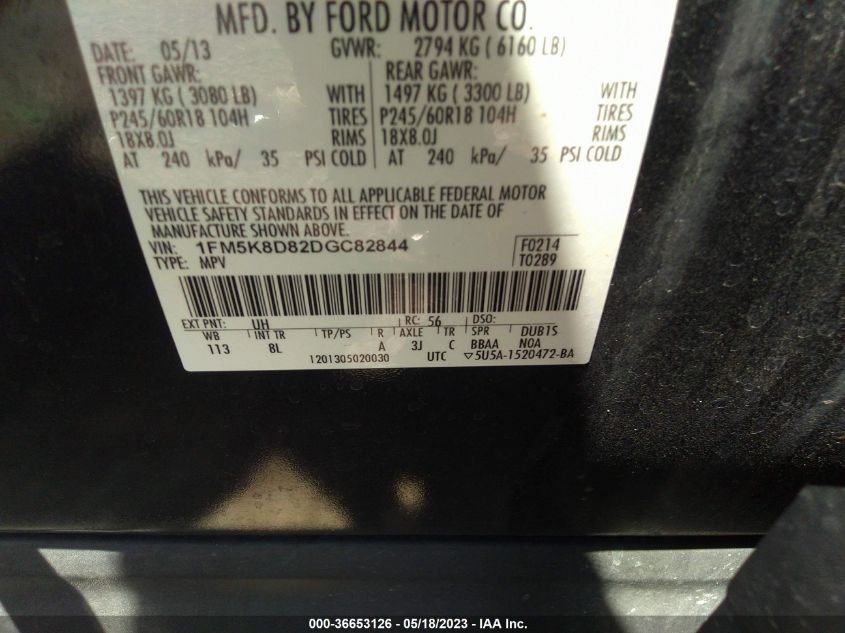 MFD. BY FORD MOTOR CO.
DATE: 05/13 GVWR: 2794 KG ( 6160 LB)
FRONT GAWR: REAR GAWR:
1397 KG ( 3080 LB) WITH 1497 KG ( 3300 LB) WITH
P245/60R18 104H TIRES P245/60R18 104H TIRES
18X8.0J RIMS 18X8.0J RIMS
AT 240 kPa/ 35 PSI COLD AT 240 kPa/ 35 PSI COLD
THIS VEHICLE CONFORMS TO ALL APPLICABLE FEDERAL MOTOR
VEHICLE SAFETY STANDARDS IN EFFECT ON THE DATE OF
MANUFACTURE SHOWN ABOVE.
VIN: 1FM5K8D82DGC82844 F0214
TYPE: MPV T0289
EXT PNT: UH RC: 56 DSO:
WB INT TR TP/PS R AXLE TR SPR DUB1S
113 8L A 3J C BBAA N0A
1201305020030 UTC ▽5U5A-1520472-BA
000-36653126 - 05/18/2023 - IAA Inc.